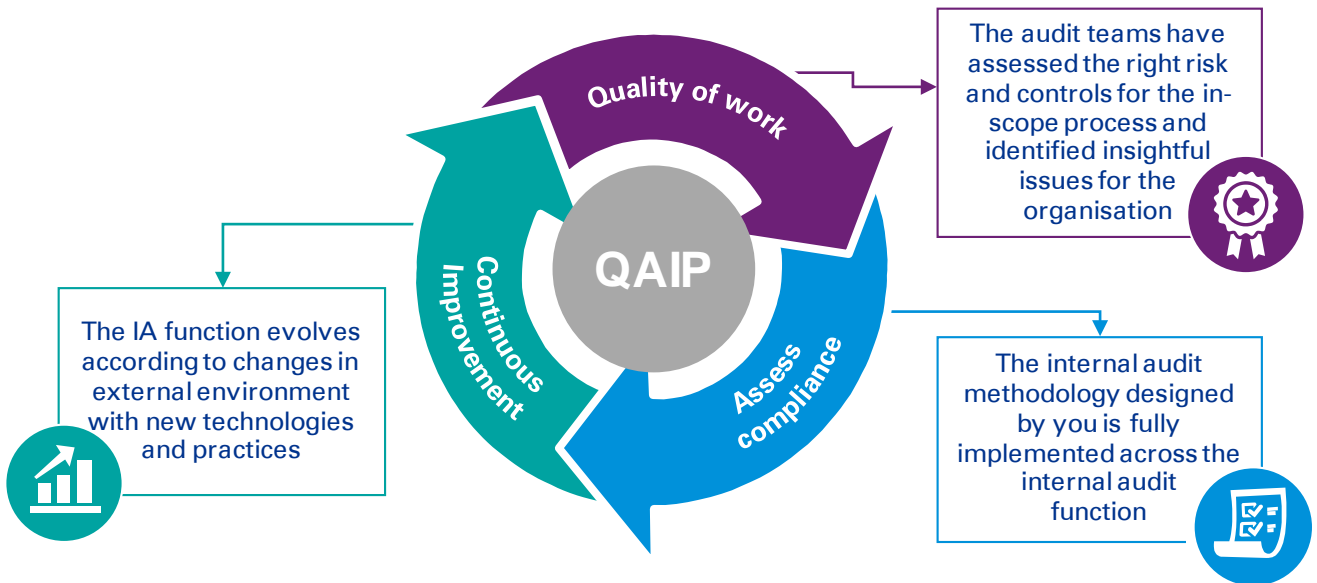 Quality of work
The audit teams have
assessed the right risk
and controls for the in-
scope process and
identified insightful
issues for the
organisation
QAIP
Continuous
Improvement
Assess
compliance
The IA function evolves
according to changes in
external environment
with new technologies
and practices
The internal audit
methodology designed
by you is fully
implemented across the
internal audit
function